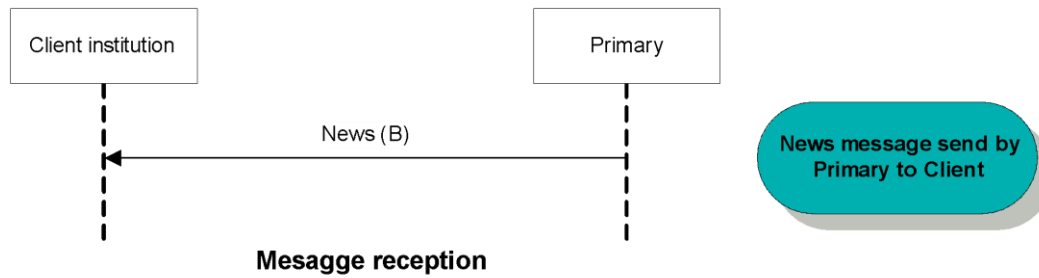 Client institution
Primary
News (B)
News message send by
Primary to Client
Mesagge reception